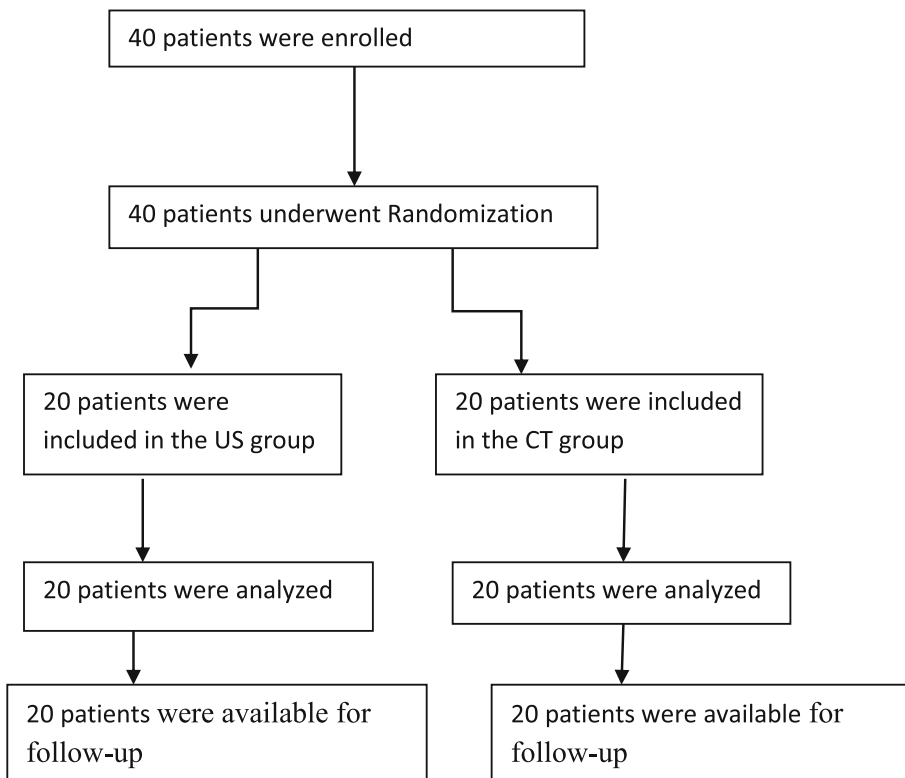 40 patients were enrolled
40 patients underwent Randomization
20 patients were
included in the US group
20 patients were included
in the CT group
20 patients were analyzed
20 patients were analyzed
20 patients were available for
follow-up
20 patients were available for
follow-up